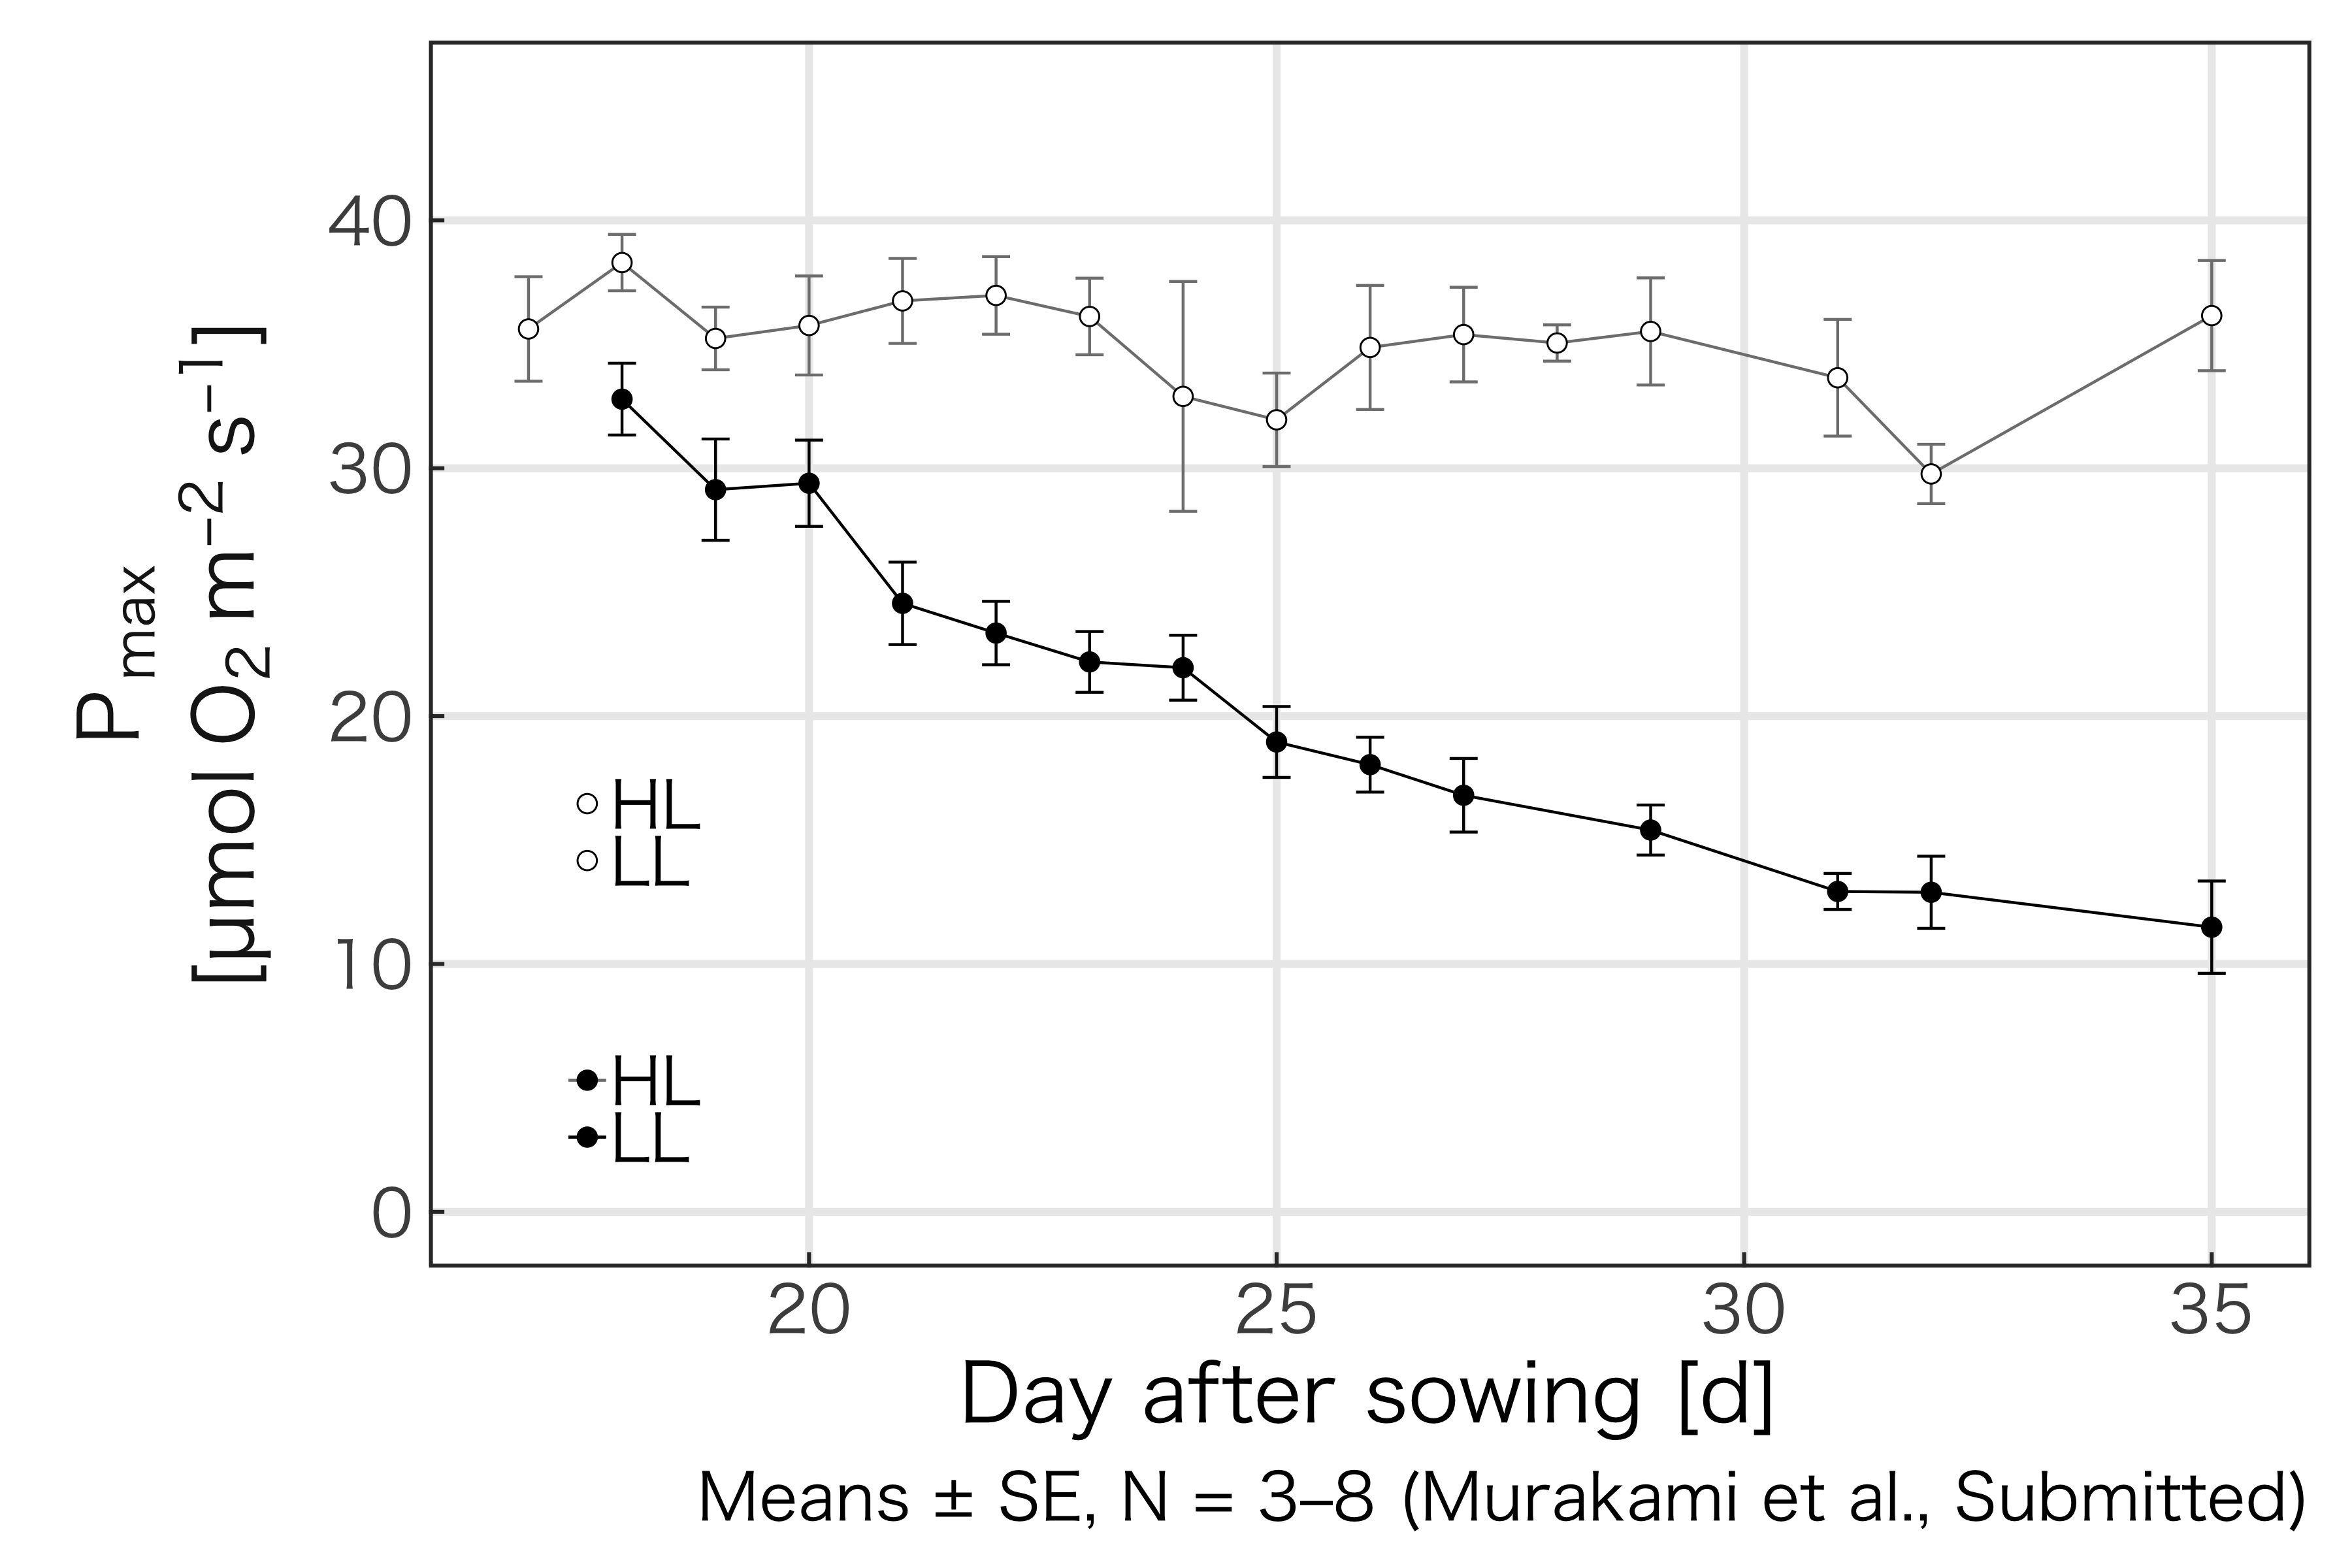 P max
[µmol O2 m−2 s−1]
40
30
20
10
0
HL
LL
HL
LL
20 25 30 35
Day after sowing [d]
Means ± SE, N = 3–8 (Murakami et al., Submitted)